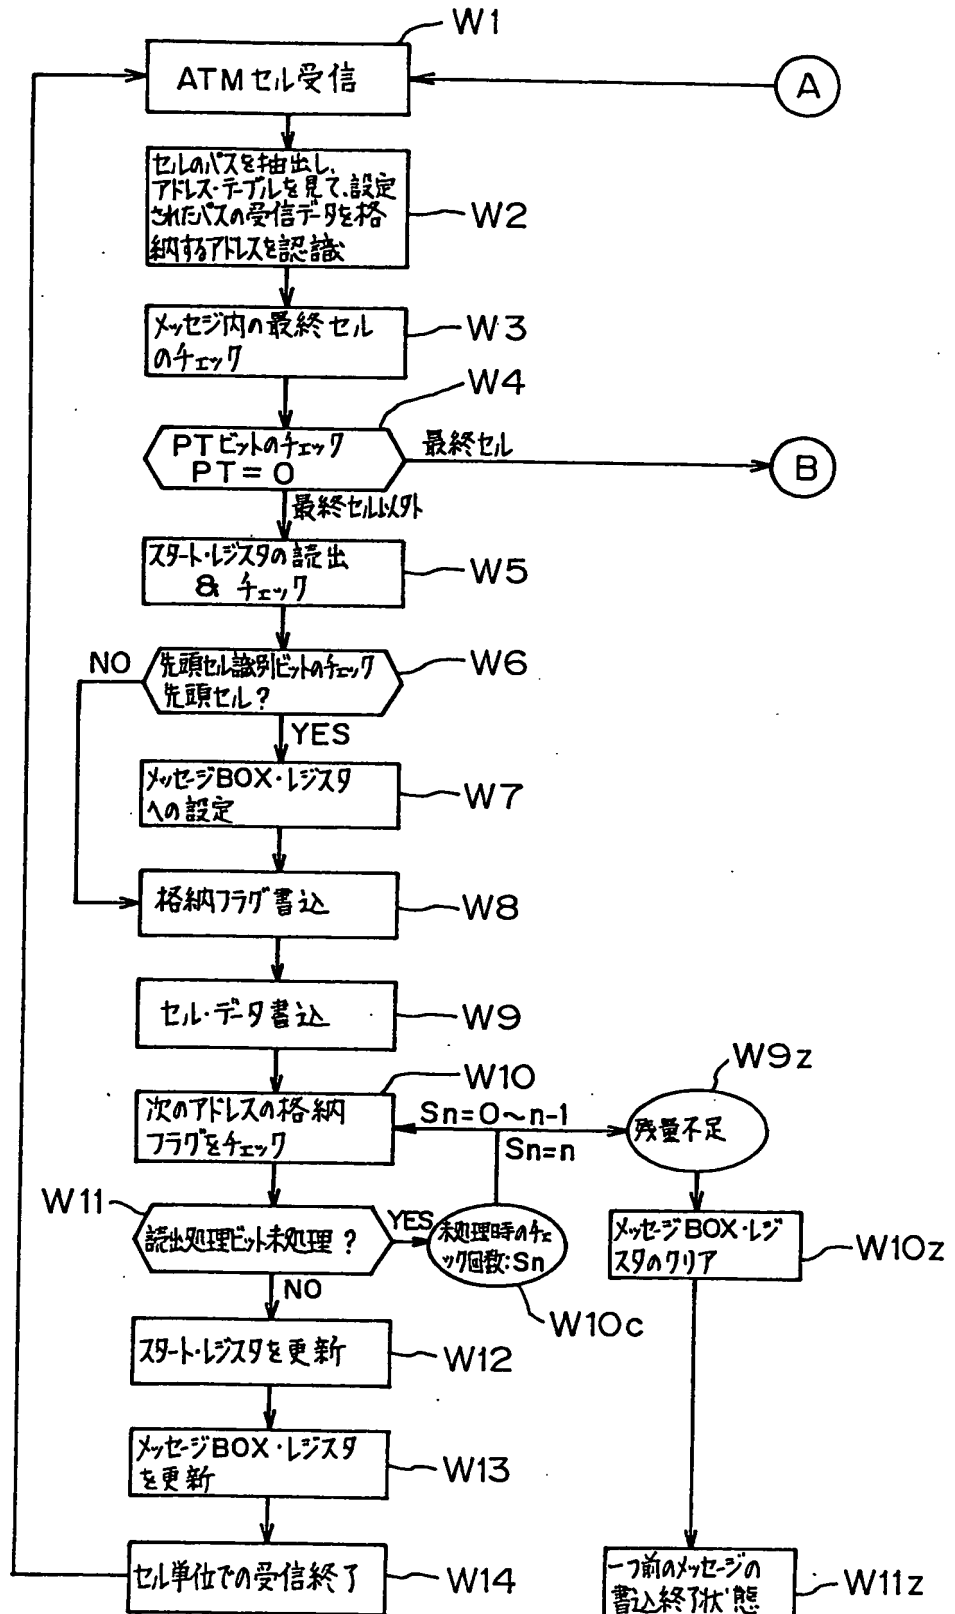 W1
ATMセル受信
A
セルのパスを抽出し、
アドレス・テーブルを見て、設定
されたパスの受信データを格
納するアドレスを認識
W2
メッセジ内の最終セル
のチェック
W3
W4
PTビットのチェック
PT=0
最終セル
B
最終セル以外
スタート・レジスタの読出
& チェック
W5
NO
先頭セル識別ビットのチェック
先頭セル?
W6
YES
メッセージBOX・レジスタ
への設定
W7
格納フラグ書込
W8
セル・データ書込
W9
W9z
W10
次のアドレスの格納
フラグをチェック
Sn=0~n-1
Sn=n
残量不足
W11
読出処理ビット未処理?
YES
未処理時のチェ
ック回数:Sn
W10c
メッセージBOX・レジ
スタのクリア
W10z
NO
スタート・レジスタを更新
W12
メッセージBOX・レジスタ
を更新
W13
セル単位での受信終了
W14
一つ前のメッセージの
書込終了状態
W11z